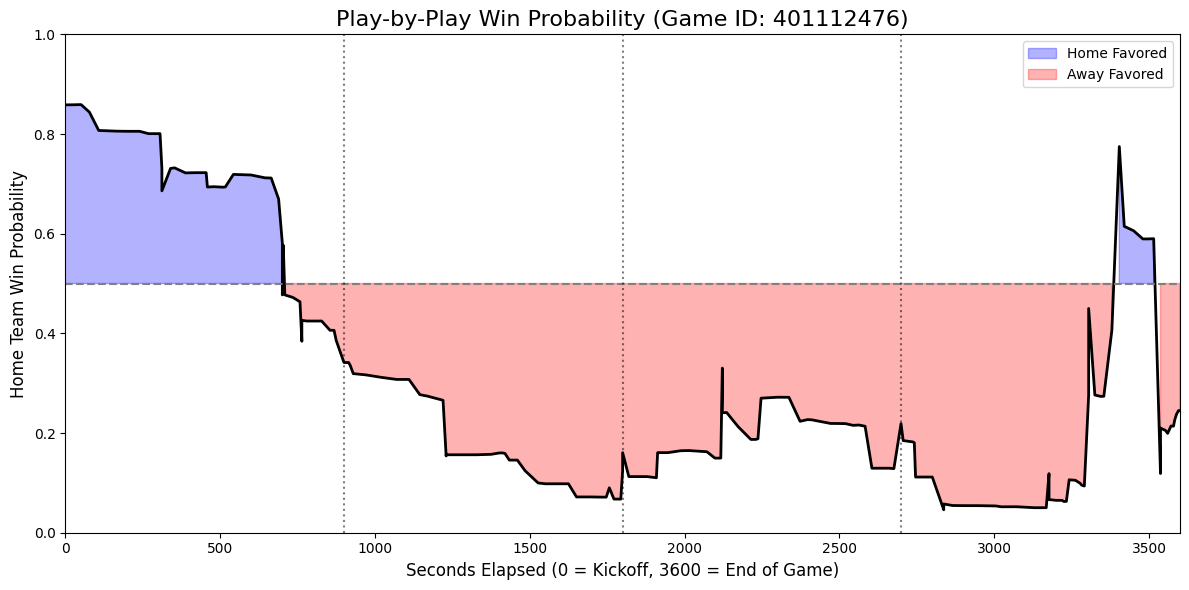 Play-by-Play Win Probability (Game ID: 401112476)
Home Favored
Away Favored
Home Team Win Probability
1.0
0.8
0.6
0.4
0.2
0.0
0 500 1000 1500 2000 2500 3000 3500
Seconds Elapsed (0 = Kickoff, 3600 = End of Game)